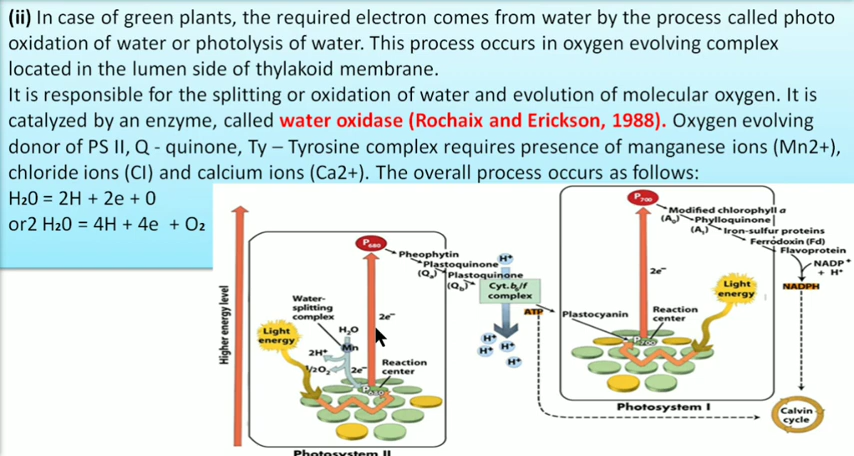 (ii) In case of green plants, the required electron comes from water by the process called photo
oxidation of water or photolysis of water. This process occurs in oxygen evolving complex
located in the lumen side of thylakoid membrane.
It is responsible for the splitting or oxidation of water and evolution of molecular oxygen. It is
catalyzed by an enzyme, called water oxidase (Rochaix and Erickson, 1988). Oxygen evolving
donor of PS II, Q - quinone, Ty – Tyrosine complex requires presence of manganese ions (Mn2+),
chloride ions (CI) and calcium ions (Ca2+). The overall process occurs as follows:
H₂0 = 2H + 2e + 0
or2 H₂0 = 4H + 4e + O₂
Higher energy level
P₆₈₀
Pheophytin
Plastoquinone
(Qₐ)
Plastoquinone
(Q_b)
Water-
splitting
complex
Light
energy
H₂O
2e⁻
Mn
2H⁺
1/2O₂
2e⁻
Reaction
center
P₆₈₀
Photosystem II
H⁺
Cyt.b₆/f
complex
H⁺
H⁺ H⁺
H⁺
ATP
Plastocyanin
P₇₀₀
Modified chlorophyll a
(A₀)
Phylloquinone
(A₁)
Iron-sulfur proteins
Ferrodoxin (Fd)
Flavoprotein
NADP⁺
+ H⁺
NADPH
2e⁻
Light
energy
Reaction
center
P₇₀₀
Photosystem I
Calvin
cycle